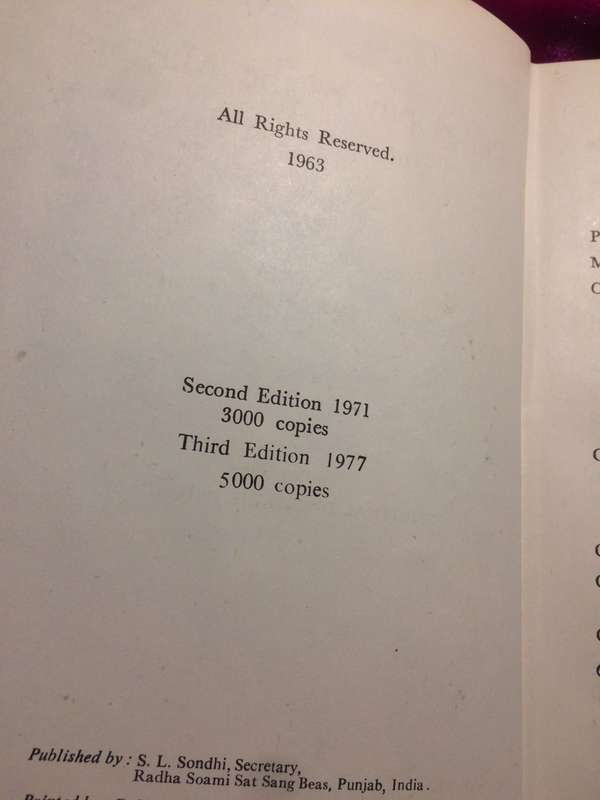 All Rights Reserved.
1963
Second Edition 1971
3000 copies
Third Edition 1977
5000 copies
Published by : S. L. Sondhi, Secretary,
Radha Soami Sat Sang Beas, Punjab, India.